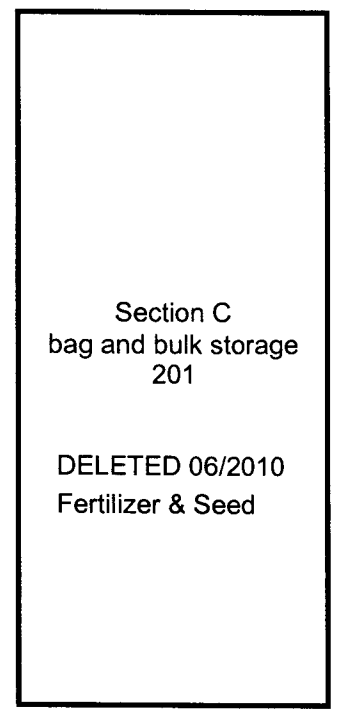 Section C
bag and bulk storage
201
DELETED 06/2010
Fertilizer & Seed